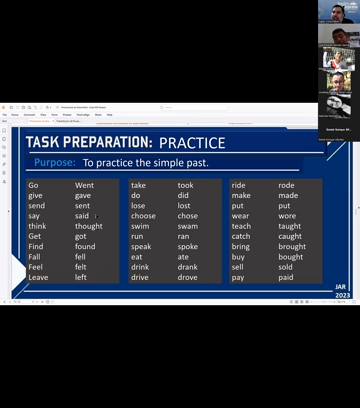 TASK PREPARATION: PRACTICE
Purpose: To practice the simple past.
Go Went
give gave
send sent
say said
think thought
Get got
Find found
Fall fell
Feel felt
Leave left
take took
do did
lose lost
choose chose
swim swam
run ran
speak spoke
eat ate
drink drank
drive drove
ride rode
make made
put put
wear wore
teach taught
catch caught
bring brought
buy bought
sell sold
pay paid
JAR
2023